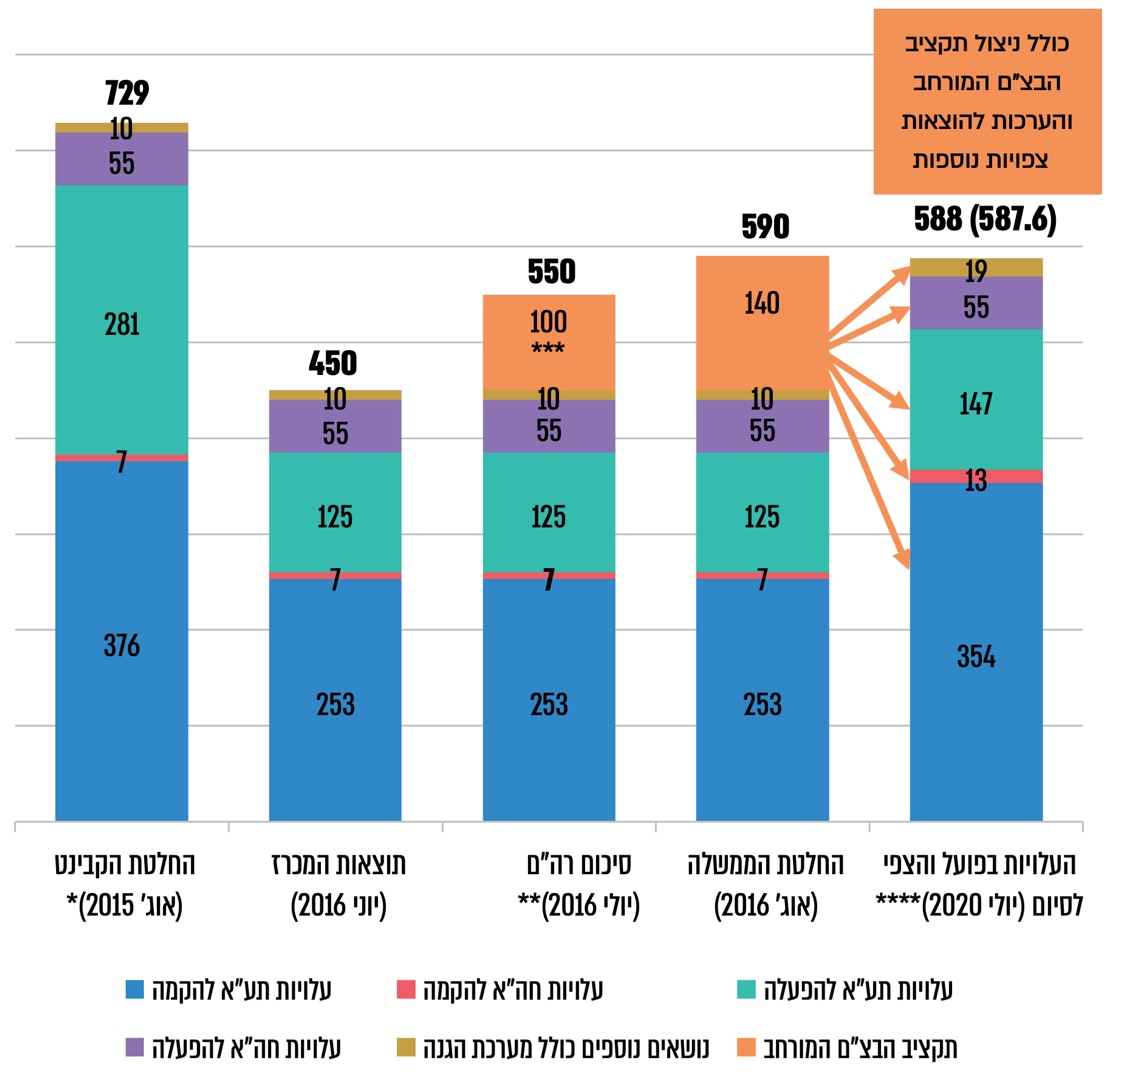 כולל ניצול תקציב
הבצ"ם המורחב
והערכות להוצאות
צפויות נוספות
729
10
55
281
7
376
450
10
55
125
7
253
550
100
***
10
55
125
7
253
590
140
10
55
125
7
253
588 (587.6)
19
55
147
13
354
החלטת הקבינט
(אוג' 2015)*
תוצאות המכרז
(יוני 2016)
סיכום רה"ם
(יולי 2016)**
החלטת הממשלה
(אוג' 2016)
העלויות בפועל והצפי
לסיום (יולי 2020)****
עלויות תע"א להקמה
עלויות חה"א להקמה
עלויות תע"א להפעלה
עלויות חה"א להפעלה
נושאים נוספים כולל מערכת הגנה
תקציב הבצ"ם המורחב